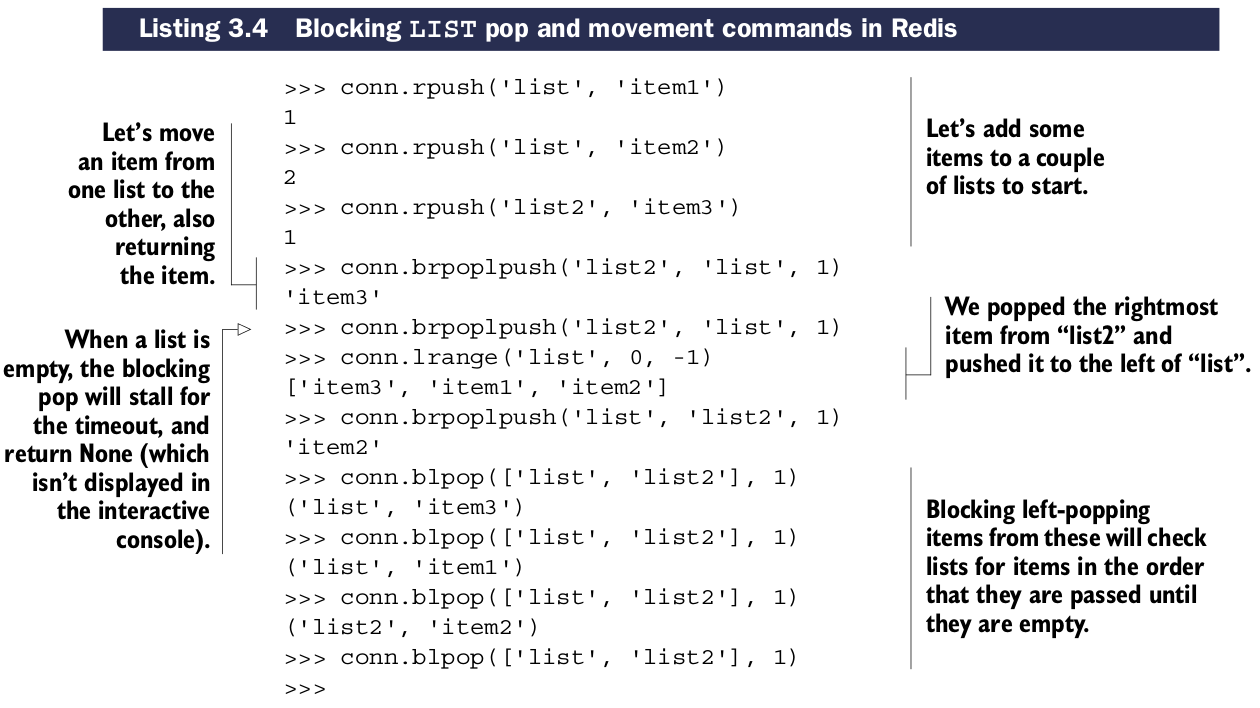 Listing 3.4 Blocking LIST pop and movement commands in Redis
>>> conn.rpush('list', 'item1')
1
>>> conn.rpush('list', 'item2')
2
>>> conn.rpush('list2', 'item3')
1
Let's add some
items to a couple
of lists to start.
Let's move
an item from
one list to the
other, also
returning
the item.
>>> conn.brpoplpush('list2', 'list', 1)
'item3'
When a list is
empty, the blocking
pop will stall for
the timeout, and
return None (which
isn't displayed in
the interactive
console).
>>> conn.brpoplpush('list2', 'list', 1)
>>> conn.lrange('list', 0, -1)
['item3', 'item1', 'item2']
We popped the rightmost
item from “list2” and
pushed it to the left of “list”.
>>> conn.brpoplpush('list', 'list2', 1)
'item2'
>>> conn.blpop(['list', 'list2'], 1)
('list', 'item3')
>>> conn.blpop(['list', 'list2'], 1)
('list', 'item1')
>>> conn.blpop(['list', 'list2'], 1)
('list2', 'item2')
>>> conn.blpop(['list', 'list2'], 1)
>>>
Blocking left-popping
items from these will check
lists for items in the order
that they are passed until
they are empty.